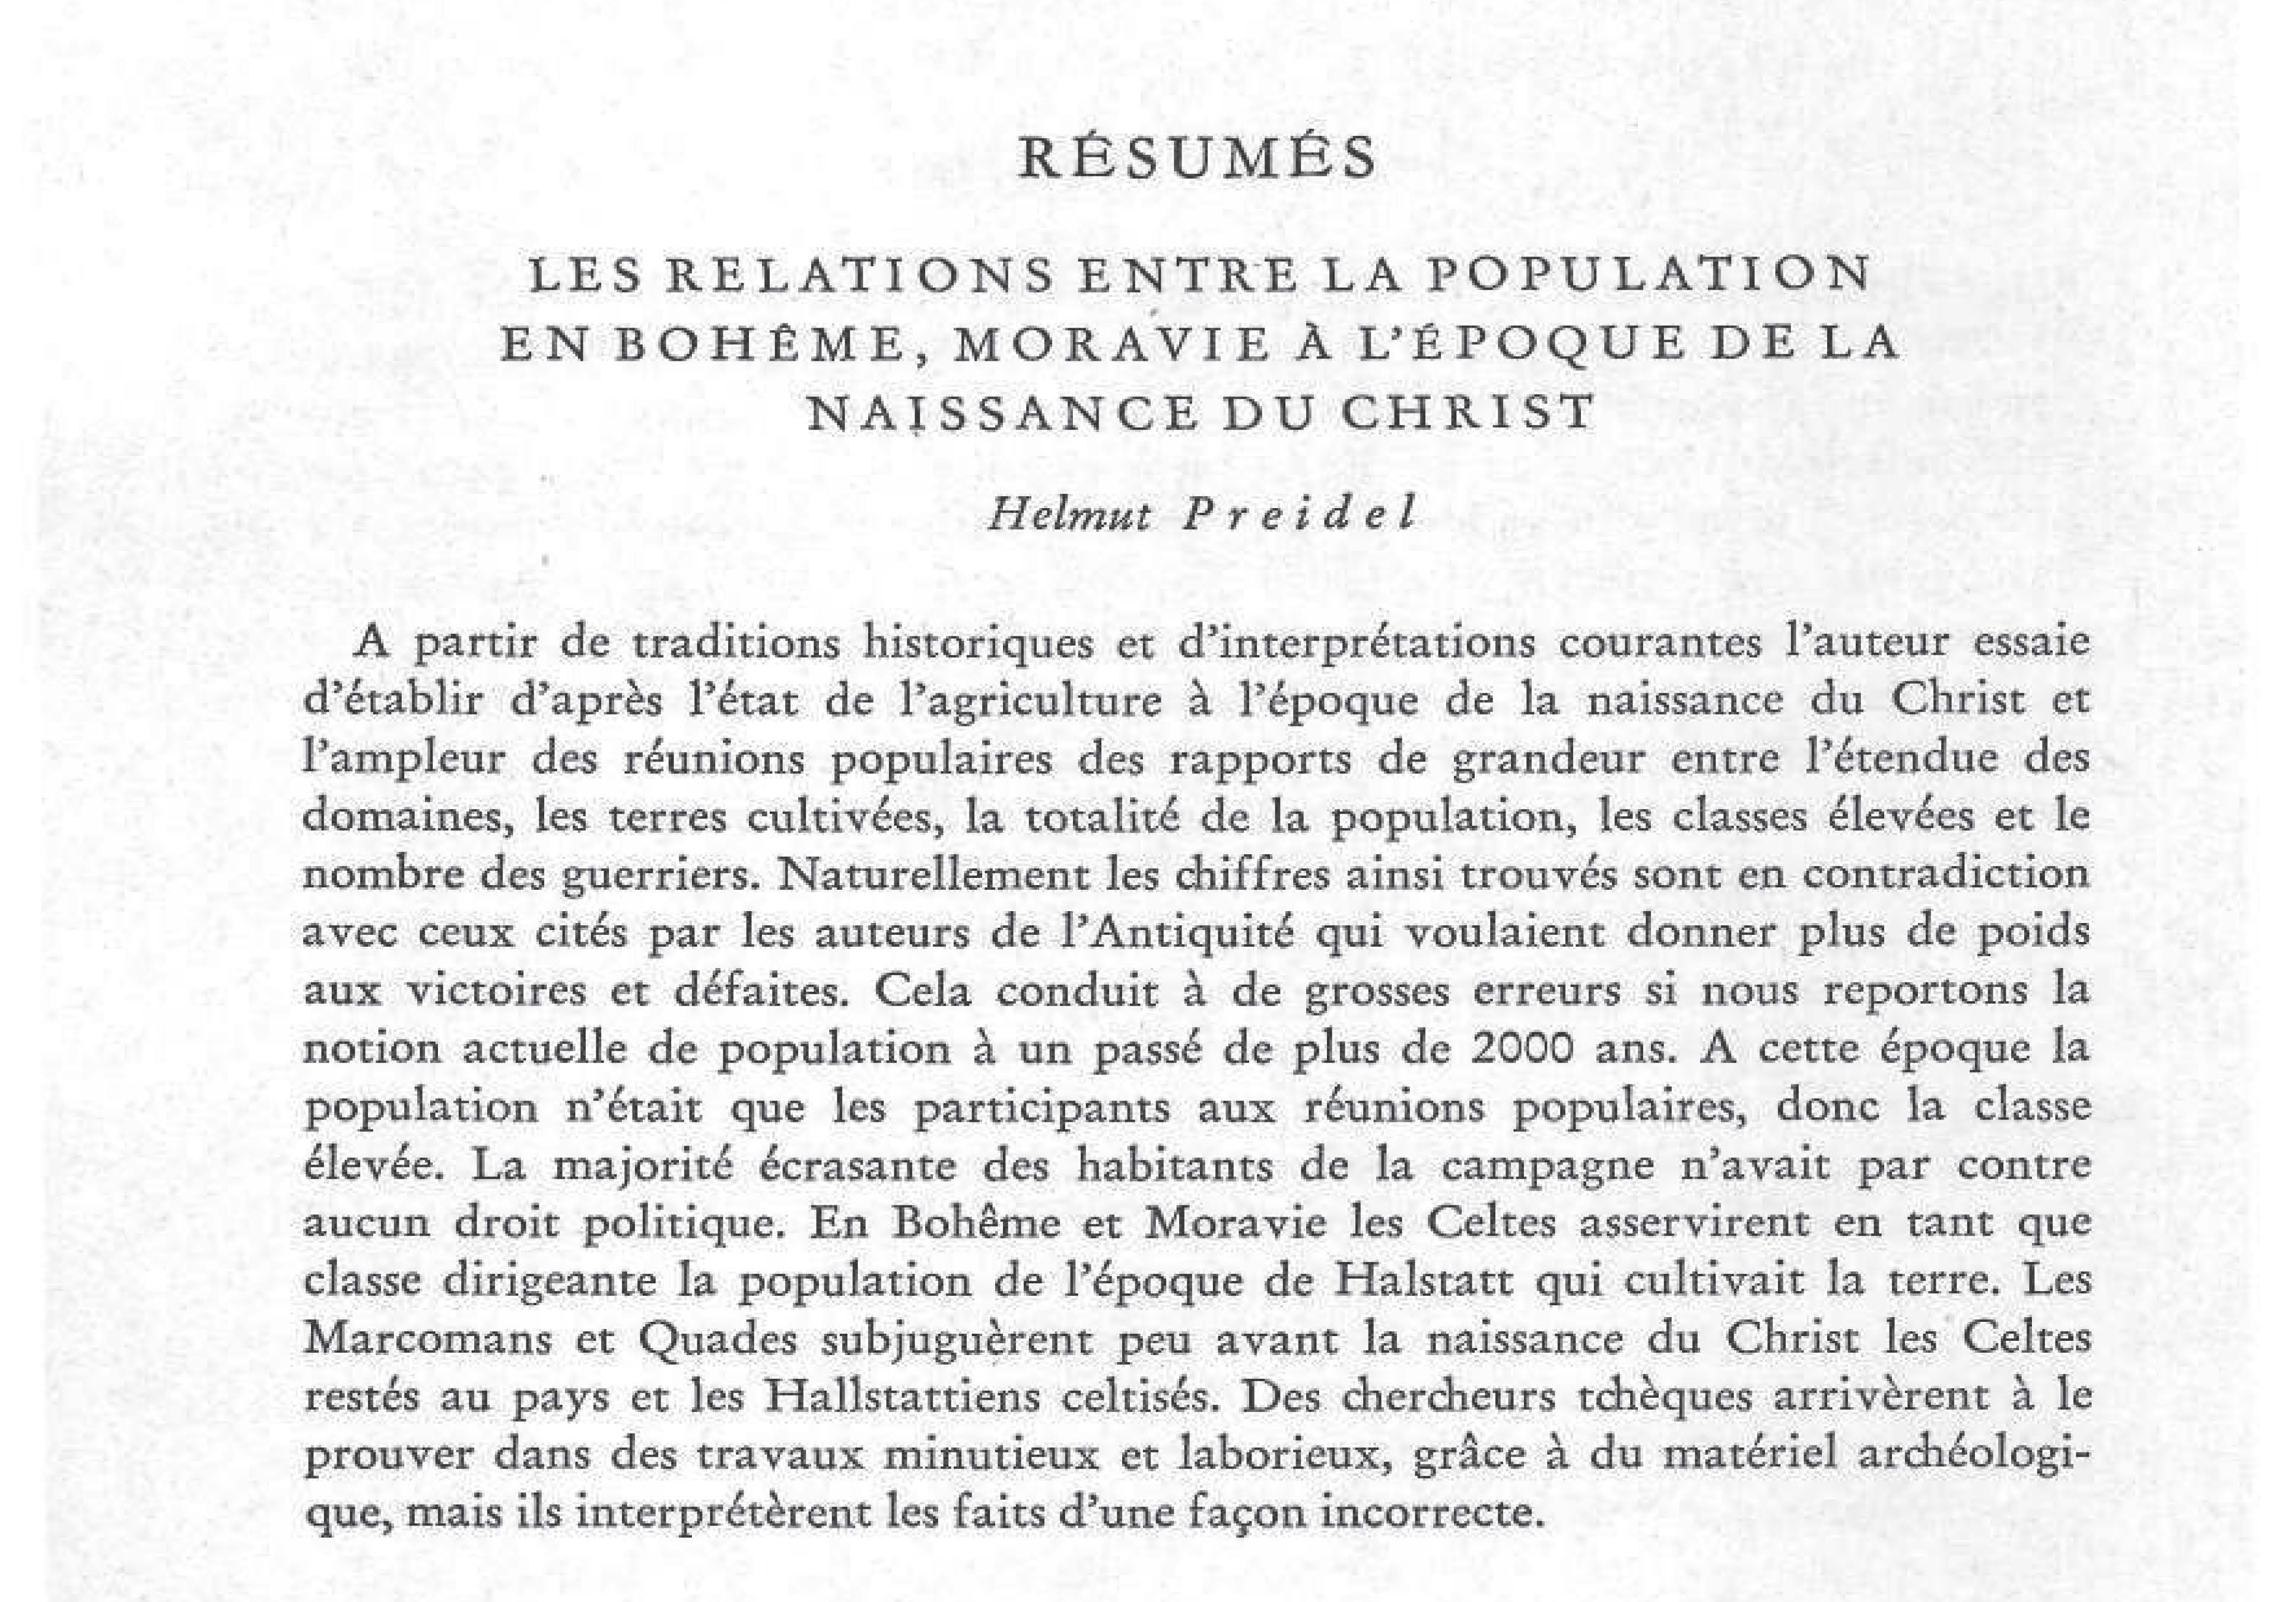 RÉSUMÉS
LES RELATIONS ENTRE LA POPULATION
EN BOHÊME, MORAVIE À L'ÉPOQUE DE LA
NAISSANCE DU CHRIST
Helmut Preidel
A partir de traditions historiques et d'interprétations courantes l'auteur essaie
d'établir d'après l'état de l'agriculture à l'époque de la naissance du Christ et
l'ampleur des réunions populaires des rapports de grandeur entre l'étendue des
domaines, les terres cultivées, la totalité de la population, les classes élevées et le
nombre des guerriers. Naturellement les chiffres ainsi trouvés sont en contradiction
avec ceux cités par les auteurs de l'Antiquité qui voulaient donner plus de poids
aux victoires et défaites. Cela conduit à de grosses erreurs si nous reportons la
notion actuelle de population à un passé de plus de 2000 ans. A cette époque la
population n'était que les participants aux réunions populaires, donc la classe
élevée. La majorité écrasante des habitants de la campagne n'avait par contre
aucun droit politique. En Bohême et Moravie les Celtes asservirent en tant que
classe dirigeante la population de l'époque de Halstatt qui cultivait la terre. Les
Marcomans et Quades subjuguèrent peu avant la naissance du Christ les Celtes
restés au pays et les Hallstattiens celtisés. Des chercheurs tchèques arrivèrent à le
prouver dans des travaux minutieux et laborieux, grâce à du matériel archéologi-
que, mais ils interprétèrent les faits d'une façon incorrecte.